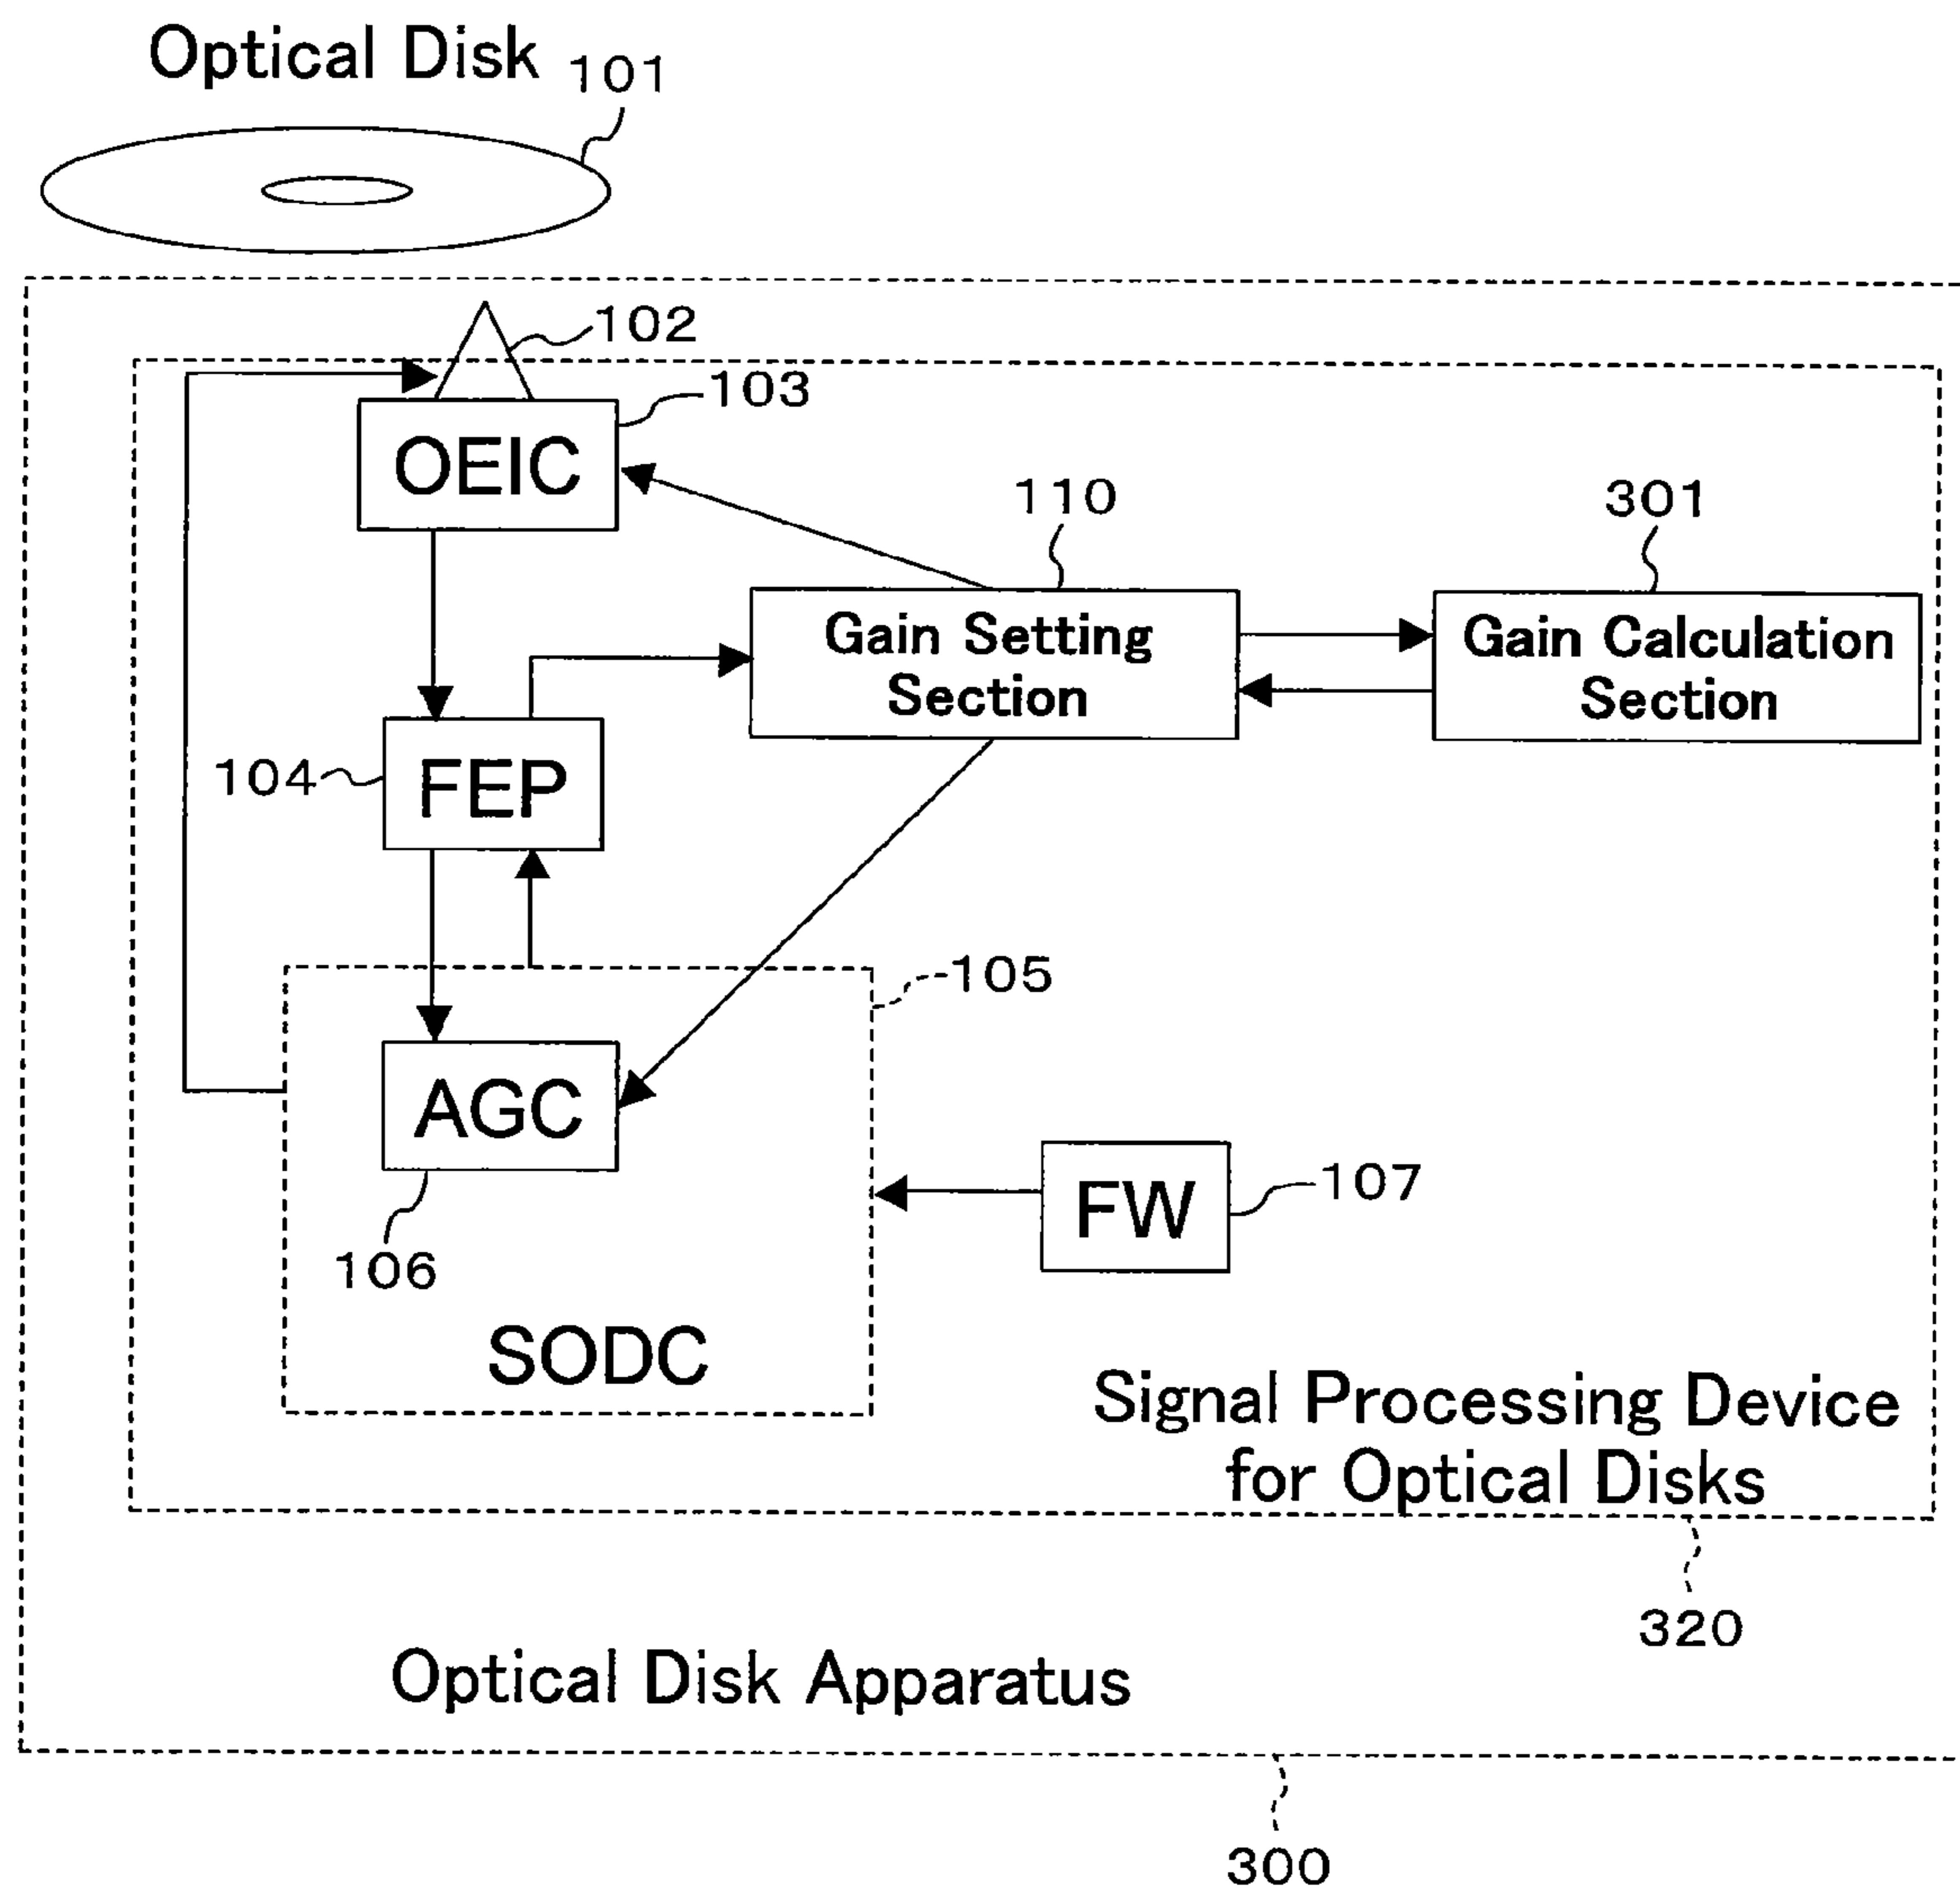 Optical Disk
101
102
103
OEIC
110
301
Gain Setting
Section
Gain Calculation
Section
104
FEP
105
AGC
106
FW
107
SODC
Signal Processing Device
for Optical Disks
320
Optical Disk Apparatus
300